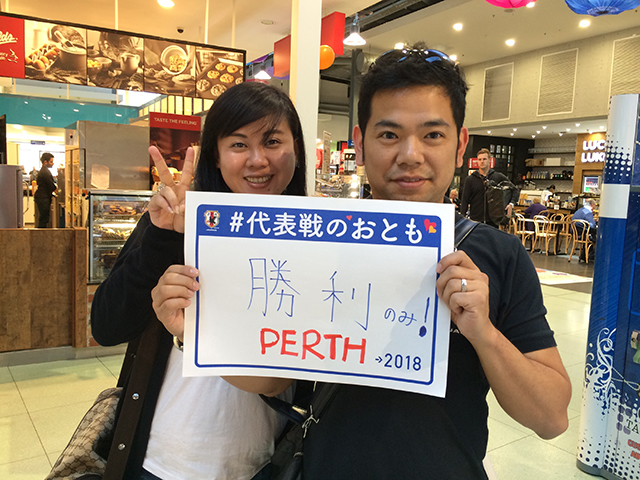 TASTE THE FEELING
#代表戦のおとも
勝利のみ!
PERTH →2018